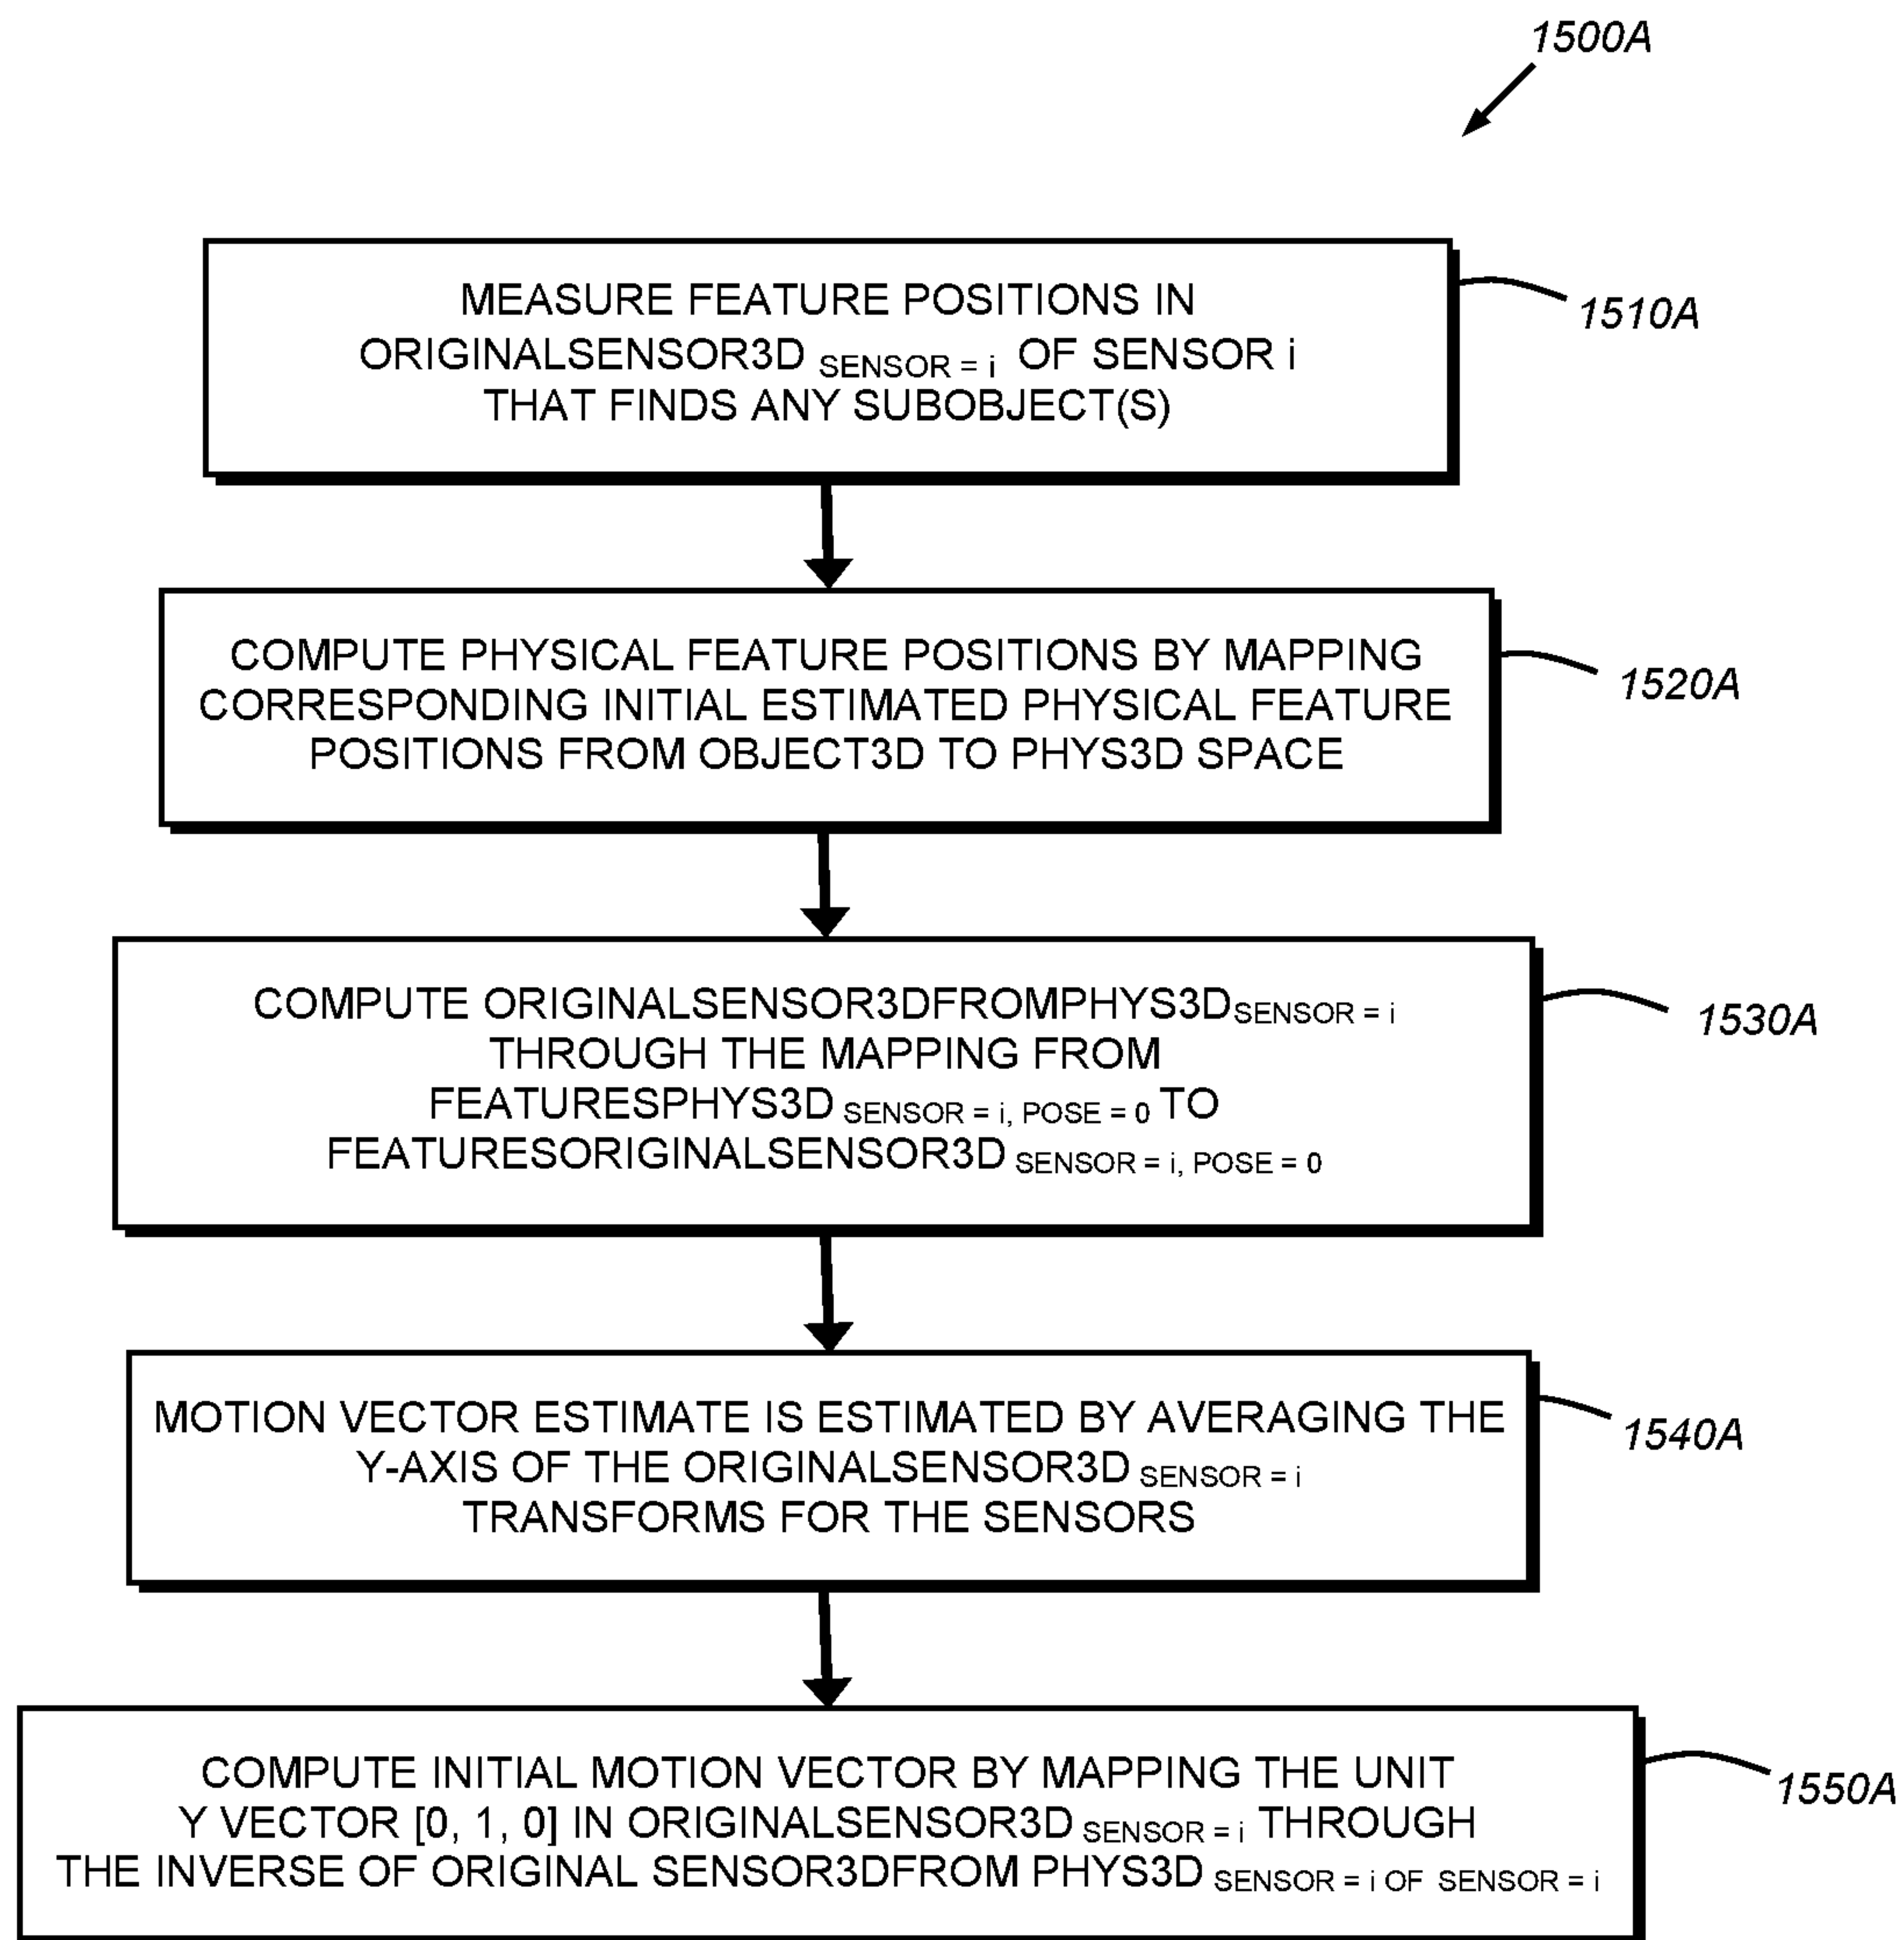 1500A
MEASURE FEATURE POSITIONS IN
ORIGINALSENSOR3D SENSOR = i OF SENSOR i
THAT FINDS ANY SUBOBJECT(S)
1510A
COMPUTE PHYSICAL FEATURE POSITIONS BY MAPPING
CORRESPONDING INITIAL ESTIMATED PHYSICAL FEATURE
POSITIONS FROM OBJECT3D TO PHYS3D SPACE
1520A
COMPUTE ORIGINALSENSOR3DFROMPHYS3D SENSOR = i
THROUGH THE MAPPING FROM
FEATURESPHYS3D SENSOR = i, POSE = 0 TO
FEATURESORIGINALSENSOR3D SENSOR = i, POSE = 0
1530A
MOTION VECTOR ESTIMATE IS ESTIMATED BY AVERAGING THE
Y-AXIS OF THE ORIGINALSENSOR3D SENSOR = i
TRANSFORMS FOR THE SENSORS
1540A
COMPUTE INITIAL MOTION VECTOR BY MAPPING THE UNIT
Y VECTOR [0, 1, 0] IN ORIGINALSENSOR3D SENSOR = i THROUGH
THE INVERSE OF ORIGINAL SENSOR3DFROM PHYS3D SENSOR = i OF SENSOR = i
1550A